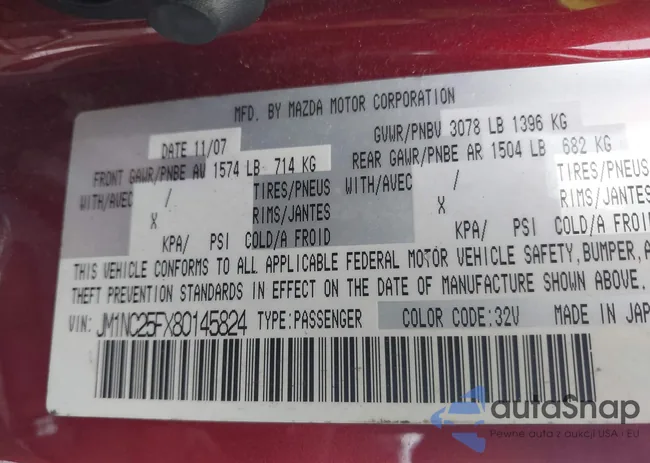 MFD. BY MAZDA MOTOR CORPORATION
DATE 11/07 GVWR/PNBV 3078 LB 1396 KG
FRONT GAWR/PNBE AV 1574 LB 714 KG REAR GAWR/PNBE AR 1504 LB 682 KG
WITH/AVEC / TIRES/PNEUS WITH/AVEC / TIRES/PNEUS
X RIMS/JANTES X RIMS/JANTES
KPA/ PSI COLD/A FROID KPA/ PSI COLD/A FROID
THIS VEHICLE CONFORMS TO ALL APPLICABLE FEDERAL MOTOR VEHICLE SAFETY, BUMPER, A
THEFT PREVENTION STANDARDS IN EFFECT ON THE DATE OF MANUFACTURE SHOWN ABOVE.
VIN: JM1NC25FX80145824 TYPE:PASSENGER COLOR CODE:32V MADE IN JAP
autoSnap
Pewne auta z aukcji USA - EU